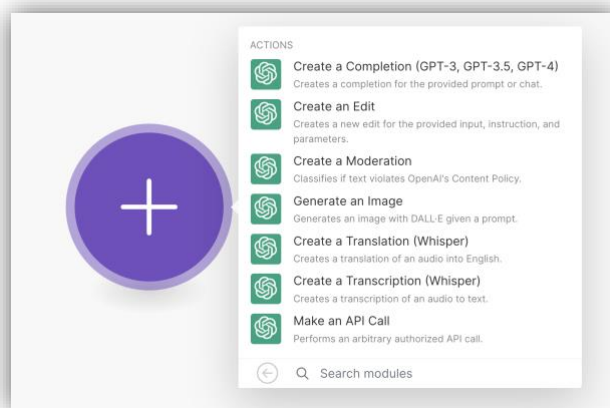 ACTIONS
Create a Completion (GPT-3, GPT-3.5, GPT-4)
Creates a completion for the provided prompt or chat.
Create an Edit
Creates a new edit for the provided input, instruction, and
parameters.
Create a Moderation
Classifies if text violates OpenAI's Content Policy.
Generate an Image
Generates an image with DALL·E given a prompt.
Create a Translation (Whisper)
Creates a translation of an audio into English.
Create a Transcription (Whisper)
Creates a transcription of an audio to text.
Make an API Call
Performs an arbitrary authorized API call.
Search modules